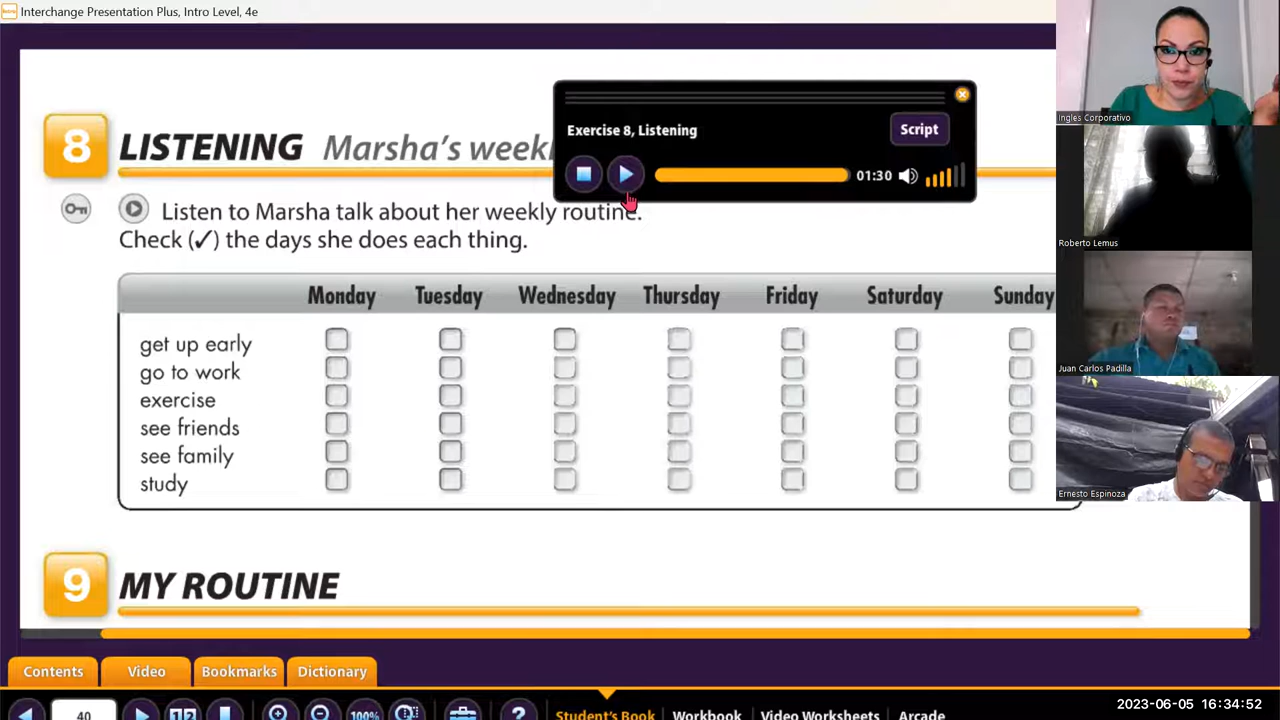 Interchange Presentation Plus, Intro Level, 4e
Ingles Corporativo
Exercise 8, Listening
Script
01:30
8 LISTENING Marsha's weekl
Listen to Marsha talk about her weekly routine.
Check (✓) the days she does each thing.
Roberto Lemus
Monday Tuesday Wednesday Thursday Friday Saturday Sunday
get up early
go to work
exercise
see friends
see family
study
Juan Carlos Padilla
Ernesto Espinoza
9 MY ROUTINE
Contents Video Bookmarks Dictionary
40 1 2 100% ? Student's Book Workbook Video Worksheets Arcade
2023-06-05 16:34:52